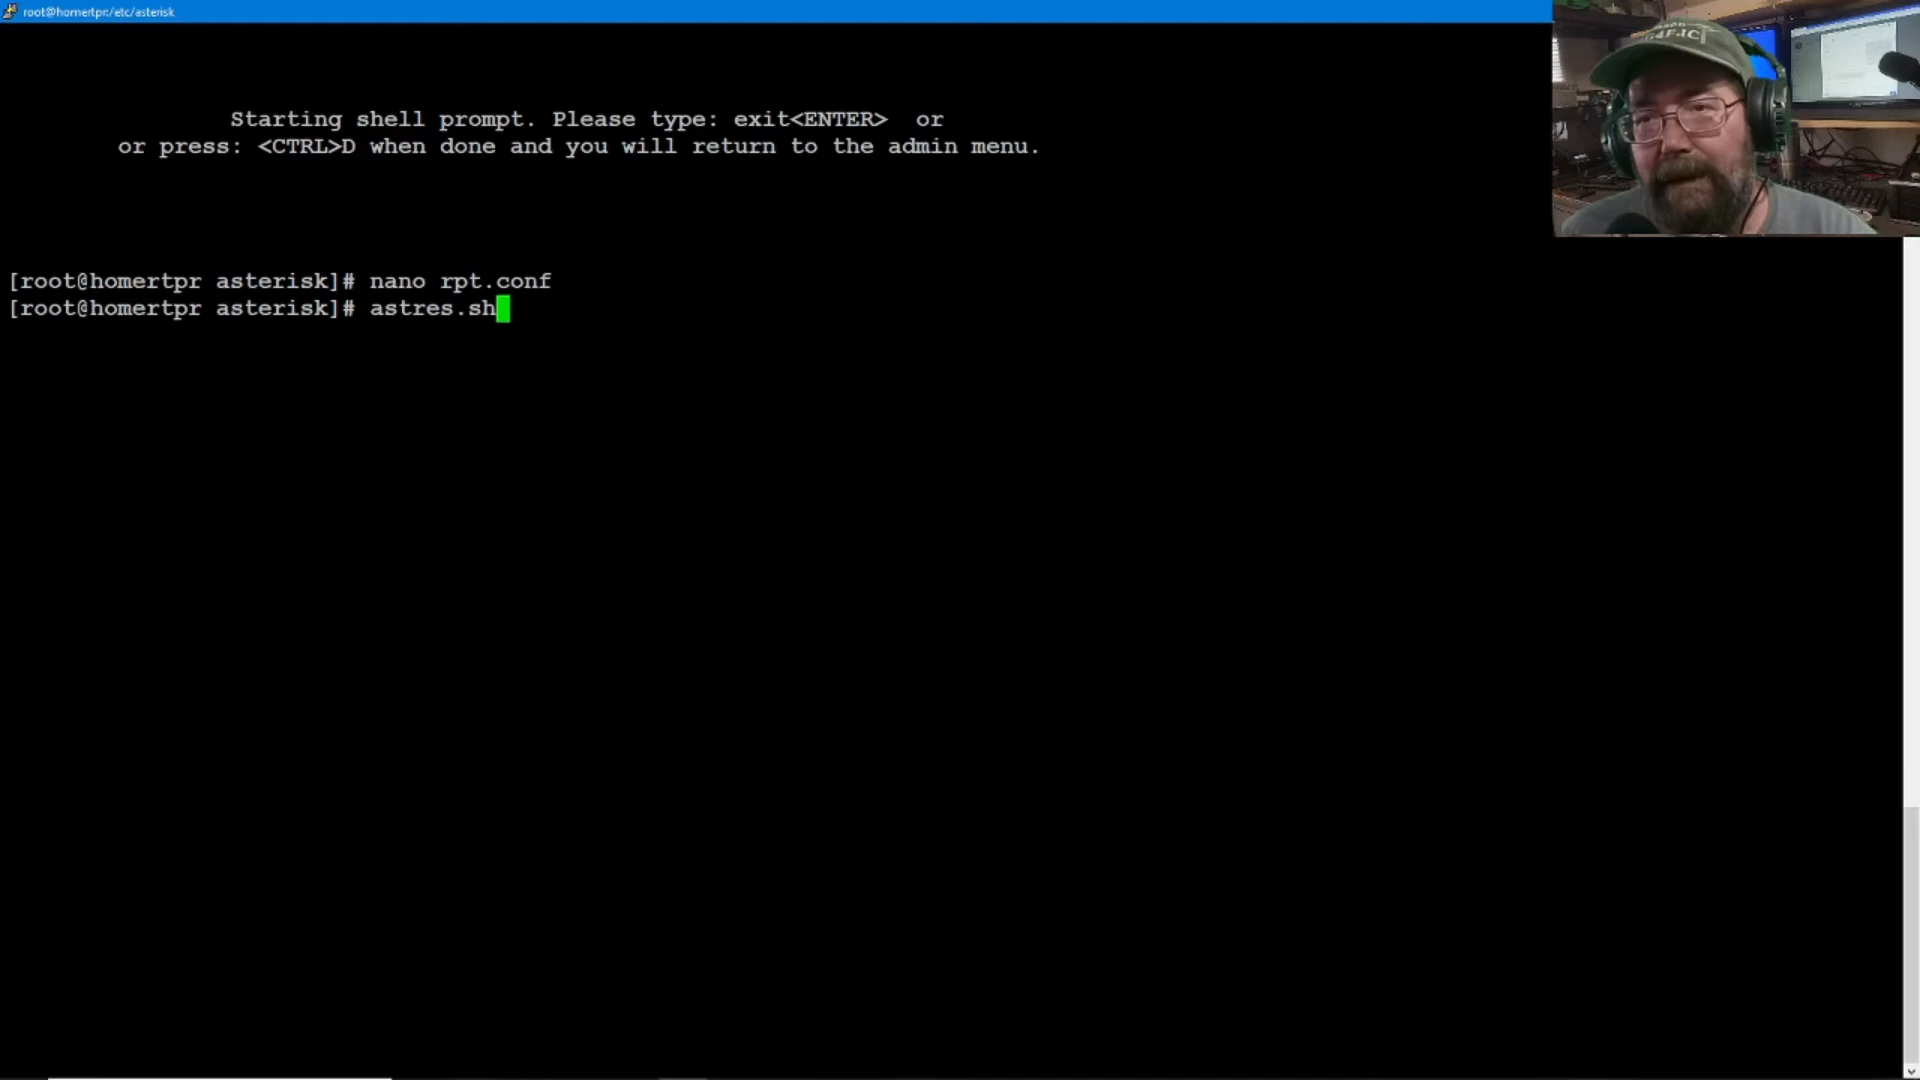 root@homertpr:/etc/asterisk
Starting shell prompt. Please type: exit<ENTER>  or
or press: <CTRL>D when done and you will return to the admin menu.
[root@homertpr asterisk]# nano rpt.conf
[root@homertpr asterisk]# astres.sh